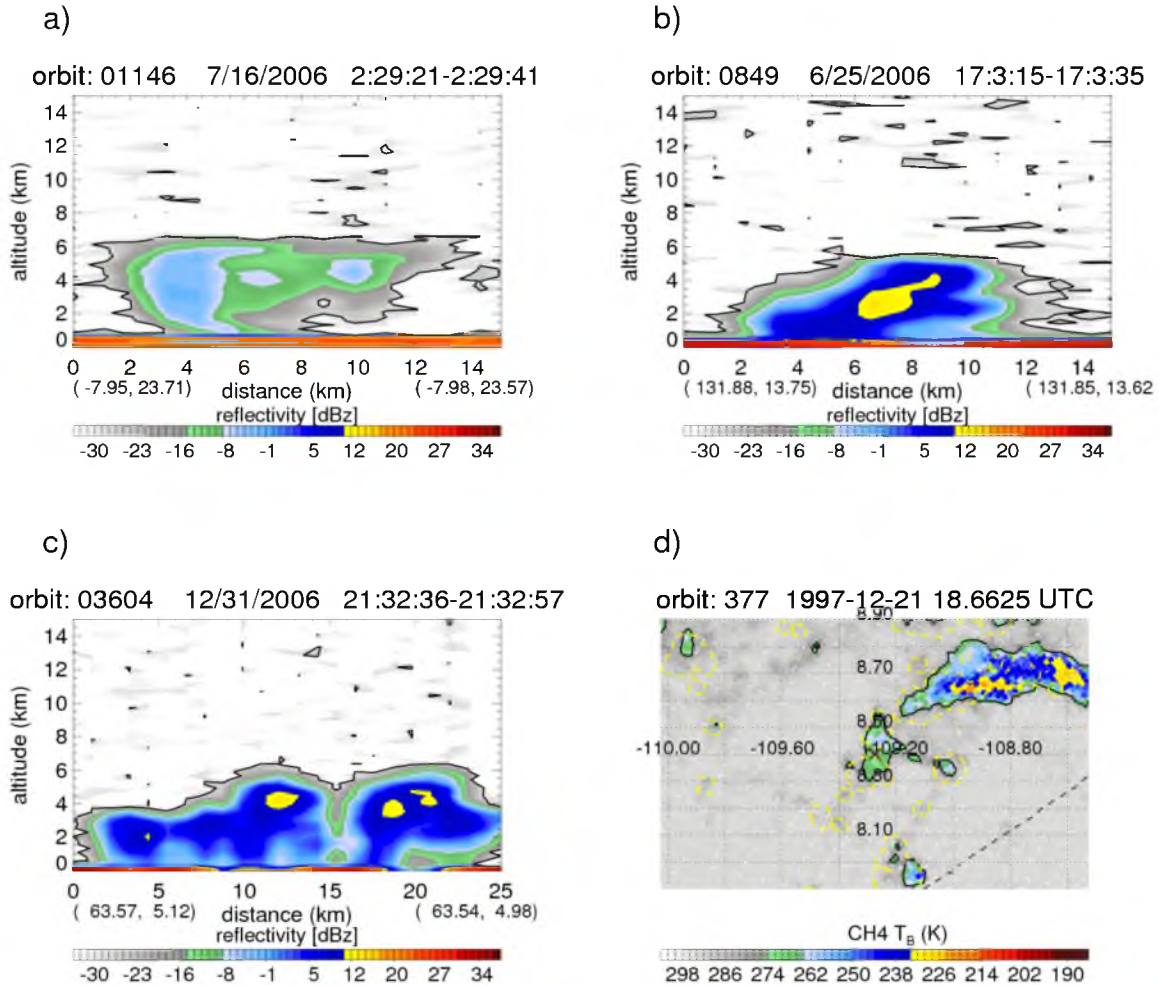 a)
orbit: 01146 7/16/2006 2:29:21-2:29:41
14
12
10
8
6
4
2
0
altitude (km)
0 2 4 6 8 10 12 14
( -7.95, 23.71) distance (km) ( -7.98, 23.57)
reflectivity [dBz]
-30 -23 -16 -8 -1 5 12 20 27 34
b)
orbit: 0849 6/25/2006 17:3:15-17:3:35
14
12
10
8
6
4
2
0
altitude (km)
0 2 4 6 8 10 12 14
( 131.88, 13.75) distance (km) ( 131.85, 13.62
reflectivity [dBz]
-30 -23 -16 -8 -1 5 12 20 27 34
c)
orbit: 03604 12/31/2006 21:32:36-21:32:57
14
12
10
8
6
4
2
0
altitude (km)
0 5 10 15 20 25
( 63.57, 5.12) distance (km) ( 63.54, 4.98)
reflectivity [dBz]
-30 -23 -16 -8 -1 5 12 20 27 34
d)
orbit: 377 1997-12-21 18.6625 UTC
8.90
8.70
-110.00 -109.60 -109.20 -108.80
8.10
CH4 TB (K)
298 286 274 262 250 238 226 214 202 190